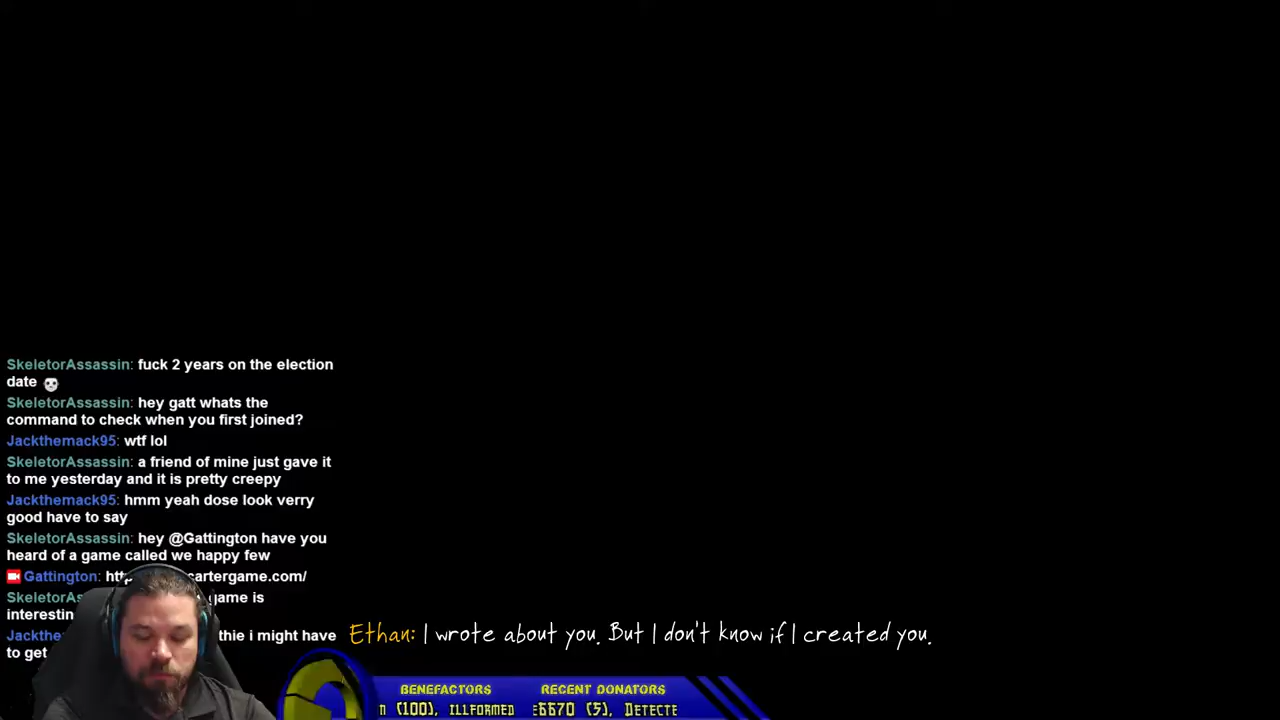 SkeletorAssassin: fuck 2 years on the election
date
SkeletorAssassin: hey gatt whats the
command to check when you first joined?
Jackthemack95: wtf lol
SkeletorAssassin: a friend of mine just gave it
to me yesterday and it is pretty creepy
Jackthemack95: hmm yeah dose look verry
good have to say
SkeletorAssassin: hey @Gattington have you
heard of a game called we happy few
Gattington: cartergame.com/
game is
i might have
to get
Ethan: I wrote about you. But I don't know if I created you.
BENEFACTORS RECENT DONATORS
(100), ILLFORMED (5), DETECTE